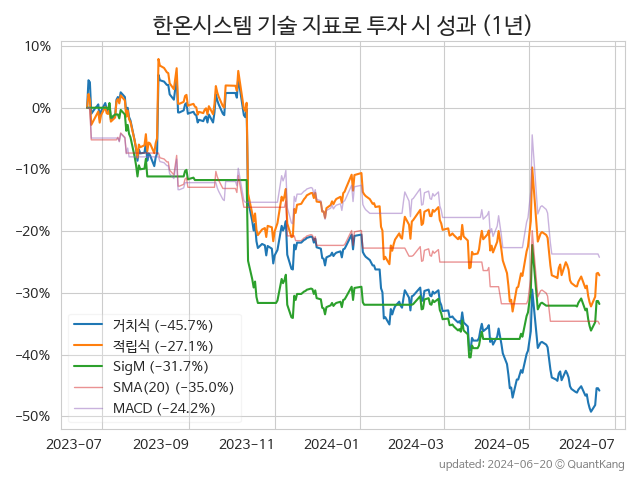 한온시스템 기술 지표로 투자 시 성과 (1년)
10%
0%
−10%
−20%
−30%
−40%
−50%
거치식 (−45.7%)
적립식 (−27.1%)
SigM (−31.7%)
SMA(20) (−35.0%)
MACD (−24.2%)
2023−07
2023−09
2023−11
2024−01
2024−03
2024−05
2024−07
updated: 2024−06−20 © QuantKang